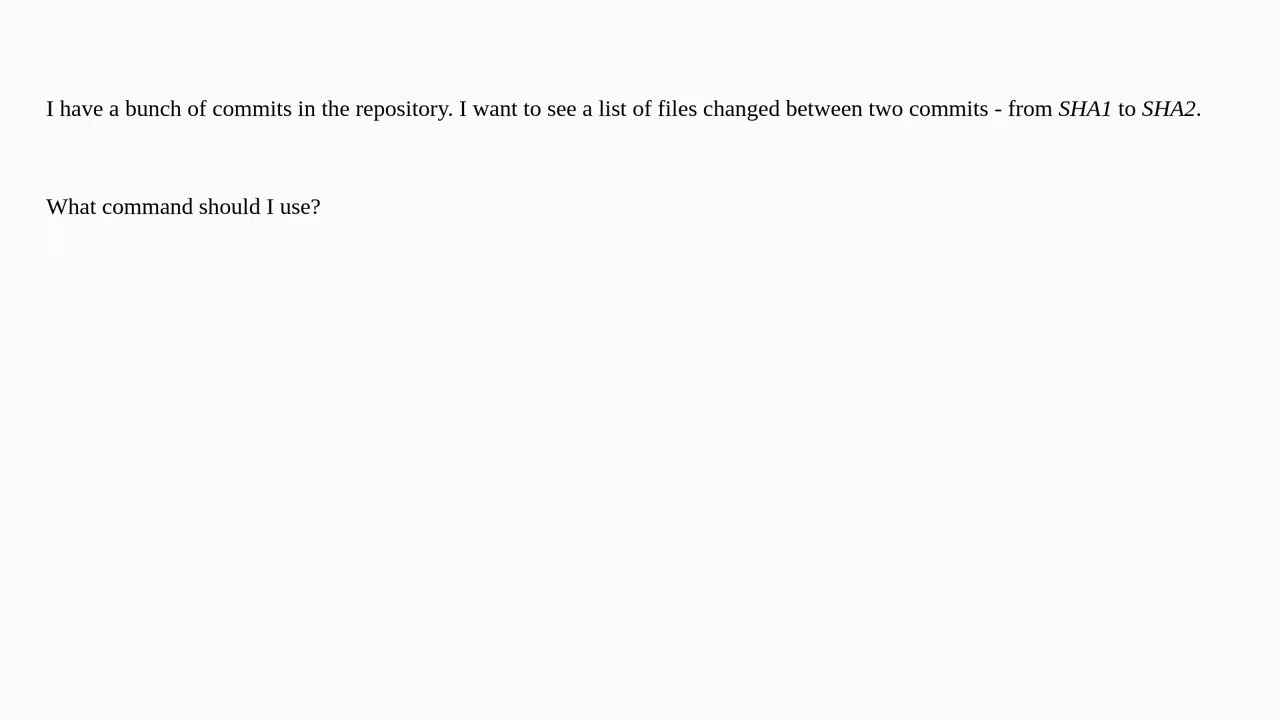 I have a bunch of commits in the repository. I want to see a list of files changed between two commits - from SHA1 to SHA2.
What command should I use?